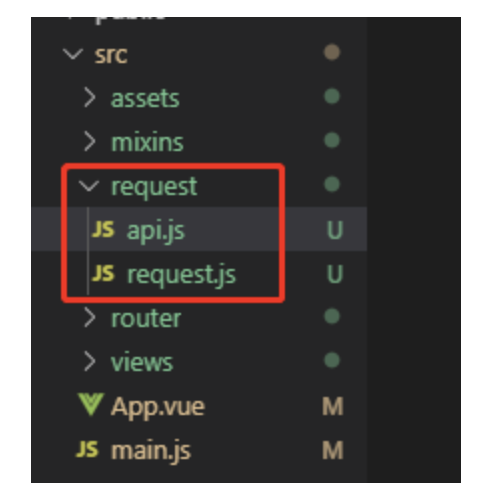 public
src
assets
mixins
request
JS api.js U
JS request.js U
router
views
App.vue M
JS main.js M